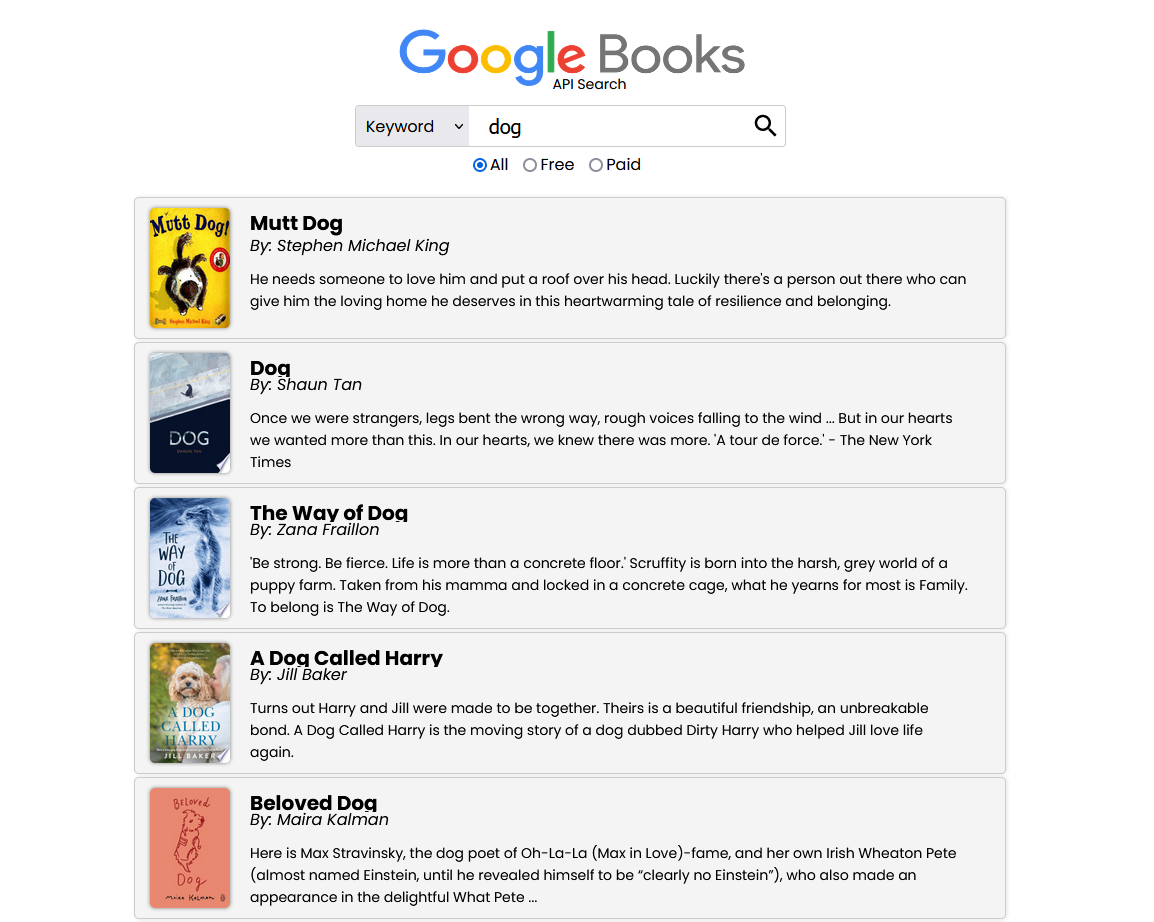 Google Books
API Search
Keyword
dog
All Free Paid
Mutt Dog!
Stephen Michael King
Mutt Dog
By: Stephen Michael King
He needs someone to love him and put a roof over his head. Luckily there's a person out there who can
give him the loving home he deserves in this heartwarming tale of resilience and belonging.
DOG
SHAUN TAN
Dog
By: Shaun Tan
Once we were strangers, legs bent the wrong way, rough voices falling to the wind ... But in our hearts
we wanted more than this. In our hearts, we knew there was more. 'A tour de force.' - The New York
Times
THE
WAY
OF
DOG
Zana Fraillon
The Way of Dog
By: Zana Fraillon
'Be strong. Be fierce. Life is more than a concrete floor.' Scruffity is born into the harsh, grey world of a
puppy farm. Taken from his mamma and locked in a concrete cage, what he yearns for most is Family.
To belong is The Way of Dog.
A DOG
CALLED
HARRY
JILL BAKER
A Dog Called Harry
By: Jill Baker
Turns out Harry and Jill were made to be together. Theirs is a beautiful friendship, an unbreakable
bond. A Dog Called Harry is the moving story of a dog dubbed Dirty Harry who helped Jill love life
again.
BELOVED
Dog
Maira Kalman
Beloved Dog
By: Maira Kalman
Here is Max Stravinsky, the dog poet of Oh-La-La (Max in Love)-fame, and her own Irish Wheaton Pete
(almost named Einstein, until he revealed himself to be “clearly no Einstein”), who also made an
appearance in the delightful What Pete ...